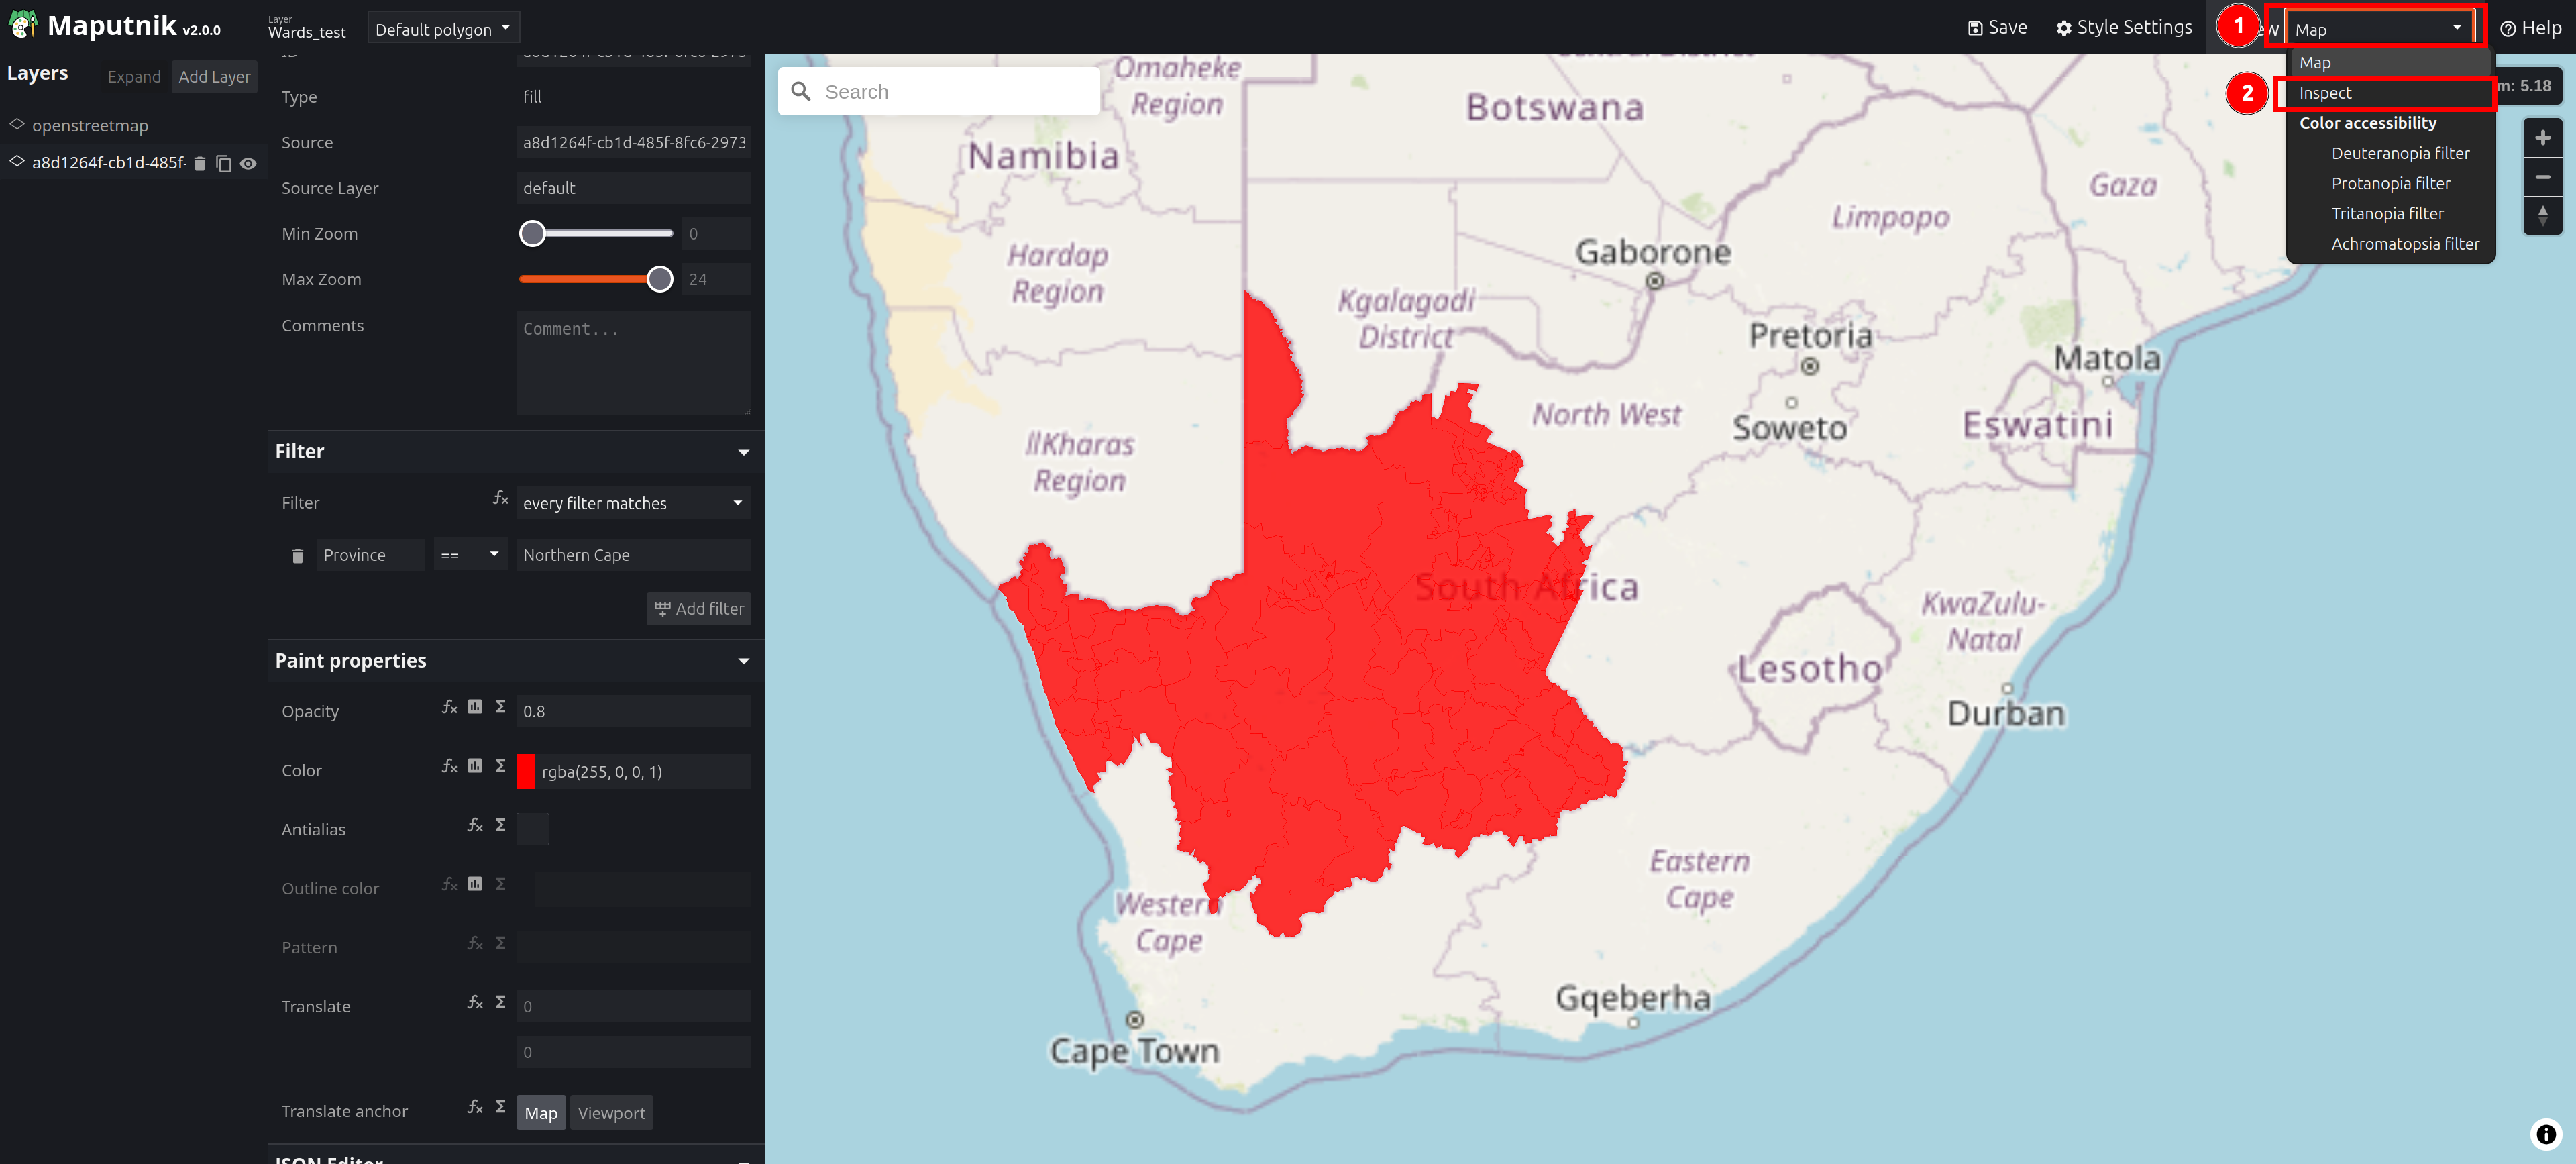 Maputnik v2.0.0
Layer
Wards_test
Default polygon
Save
Style Settings
1
Map
Help
Layers
Expand
Add Layer
openstreetmap
a8d1264f-cb1d-485f-
Type
fill
Source
a8d1264f-cb1d-485f-8fc6-2973
Source Layer
default
Min Zoom
0
Max Zoom
24
Comments
Comment...
Filter
Filter
every filter matches
Province
==
Northern Cape
Add filter
Paint properties
Opacity
0.8
Color
rgba(255, 0, 0, 1)
Antialias
Outline color
Pattern
Translate
0
0
Translate anchor
Map
Viewport
JSON Editor
Search
Map
2
Inspect
m: 5.18
Color accessibility
Deuteranopia filter
Protanopia filter
Tritanopia filter
Achromatopsia filter
Omaheke
Region
Botswana
Namibia
Gaza
Limpopo
Hardap
Region
Gaborone
Kgalagadi
District
Pretoria
Matola
North West
Soweto
Eswatini
ǁKharas
Region
South Africa
KwaZulu-
Natal
Lesotho
Durban
Eastern
Cape
Western
Cape
Gqeberha
Cape Town